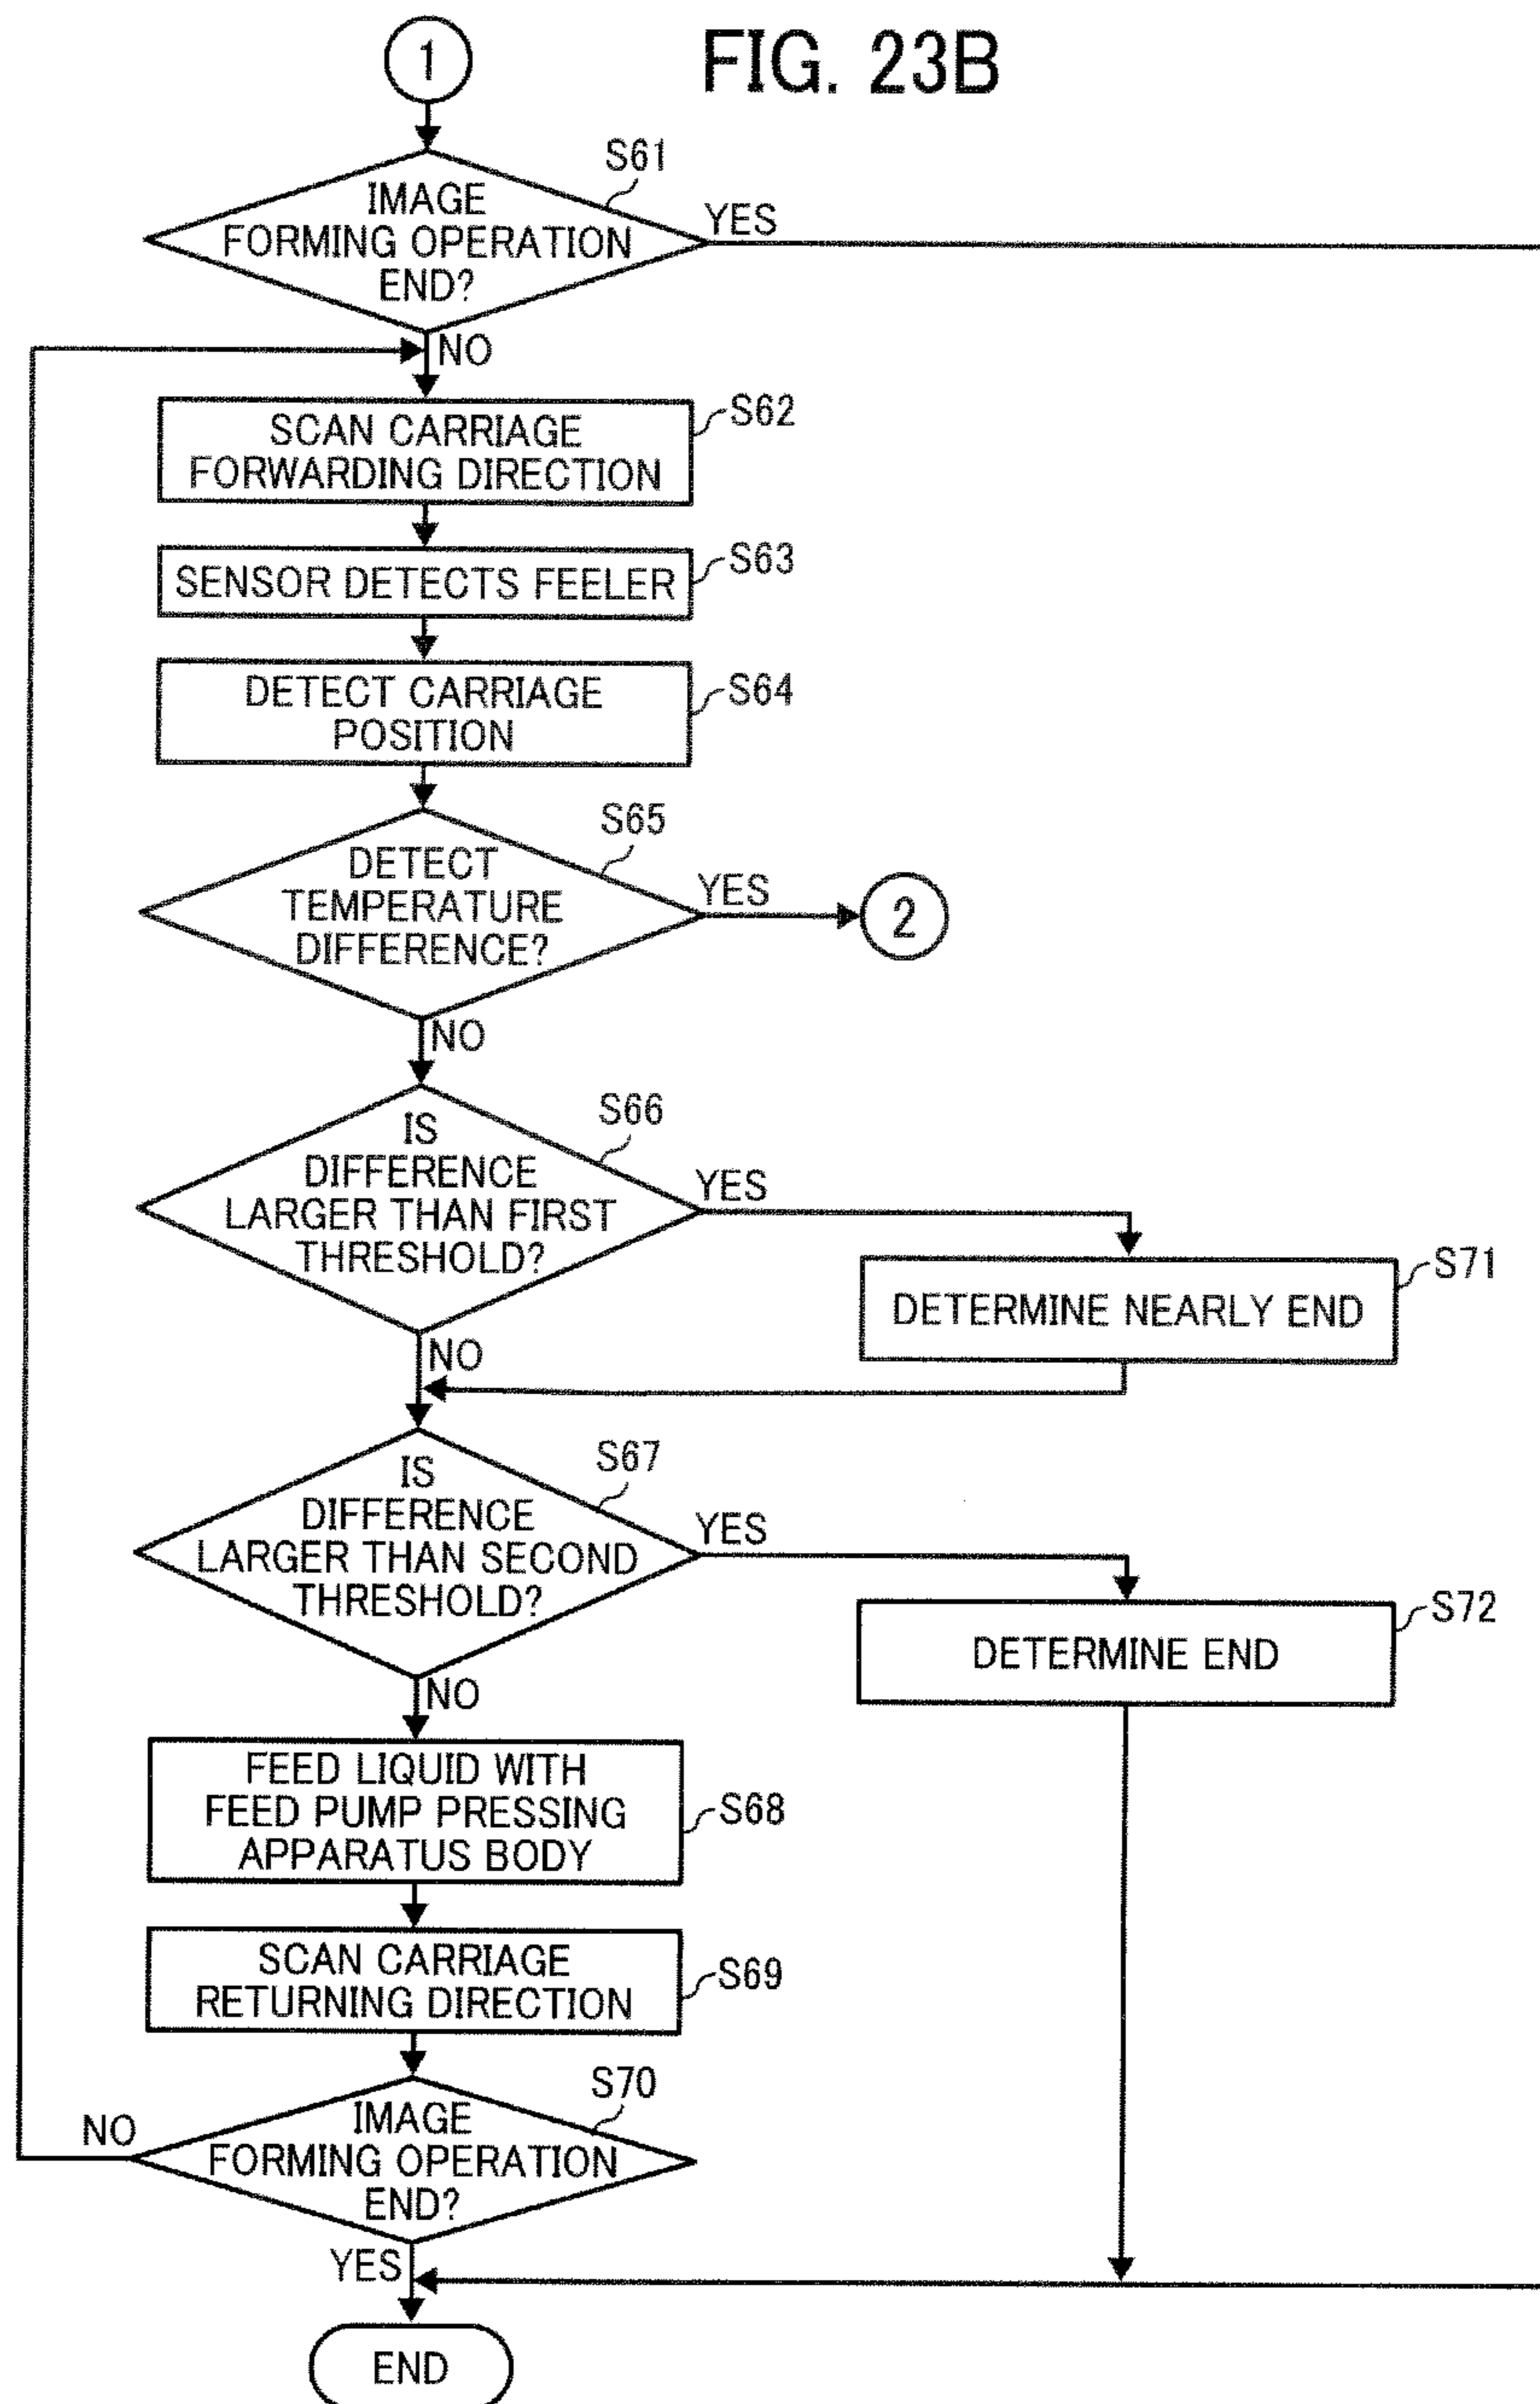 FIG. 23B
1
S61
IMAGE
FORMING OPERATION
END?
YES
NO
SCAN CARRIAGE
FORWARDING DIRECTION
S62
SENSOR DETECTS FEELER
S63
DETECT CARRIAGE
POSITION
S64
S65
DETECT
TEMPERATURE
DIFFERENCE?
YES
2
NO
S66
IS
DIFFERENCE
LARGER THAN FIRST
THRESHOLD?
YES
S71
DETERMINE NEARLY END
NO
S67
IS
DIFFERENCE
LARGER THAN SECOND
THRESHOLD?
YES
S72
DETERMINE END
NO
FEED LIQUID WITH
FEED PUMP PRESSING
APPARATUS BODY
S68
SCAN CARRIAGE
RETURNING DIRECTION
S69
S70
IMAGE
FORMING OPERATION
END?
NO
YES
END